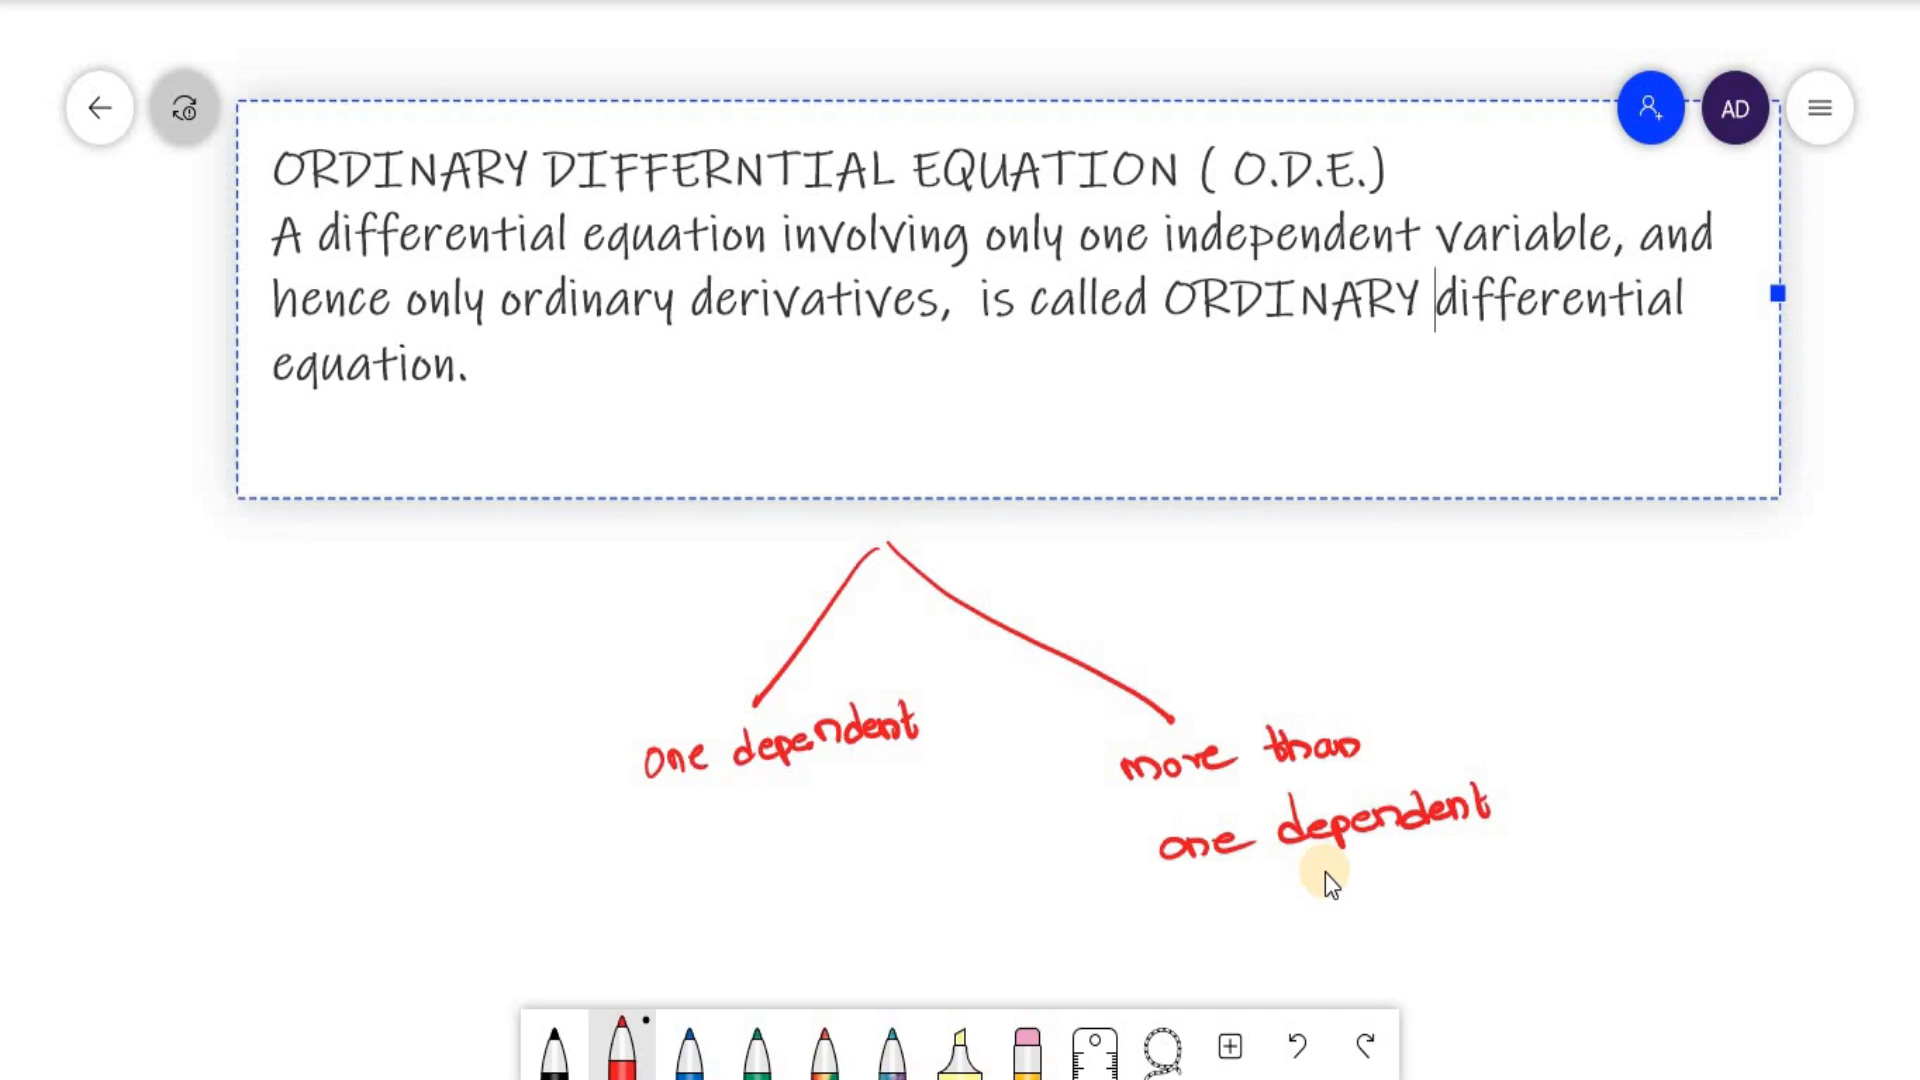 AD
ORDINARY DIFFERNTIAL EQUATION ( O.D.E.)
A differential equation involving only one independent variable, and
hence only ordinary derivatives, is called ORDINARY differential
equation.
one dependent
more than
one dependent